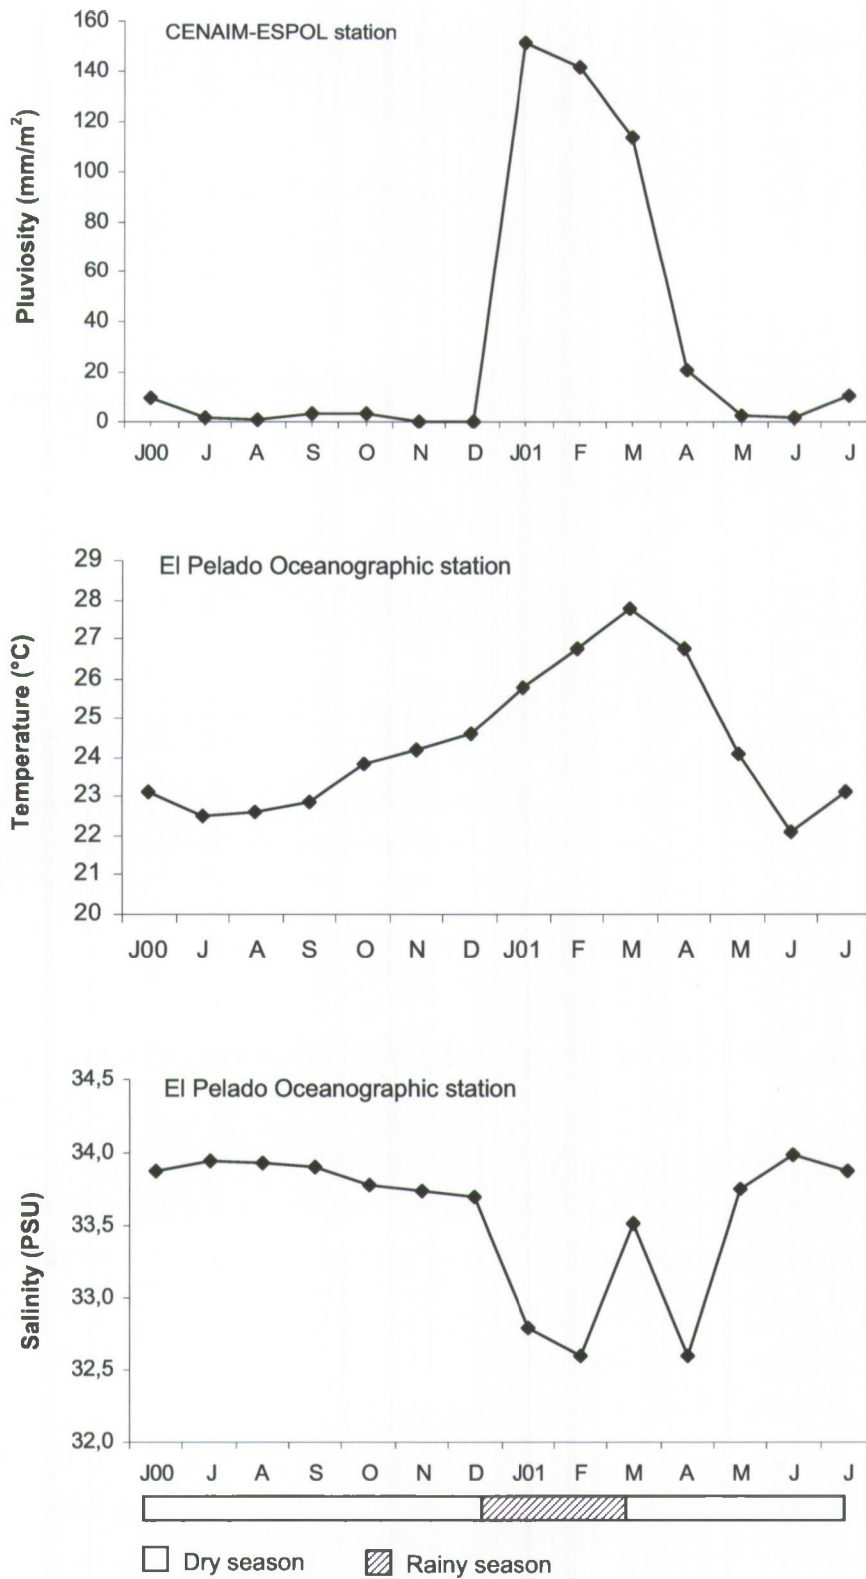 CENAIM-ESPOL station
Pluviosity (mm/m²)
160
140
120
100
80
60
40
20
0
J00 J A S O N D J01 F M A M J J
El Pelado Oceanographic station
Temperature (°C)
29
28
27
26
25
24
23
22
21
20
J00 J A S O N D J01 F M A M J J
El Pelado Oceanographic station
Salinity (PSU)
34,5
34,0
33,5
33,0
32,5
32,0
J00 J A S O N D J01 F M A M J J
Dry season Rainy season